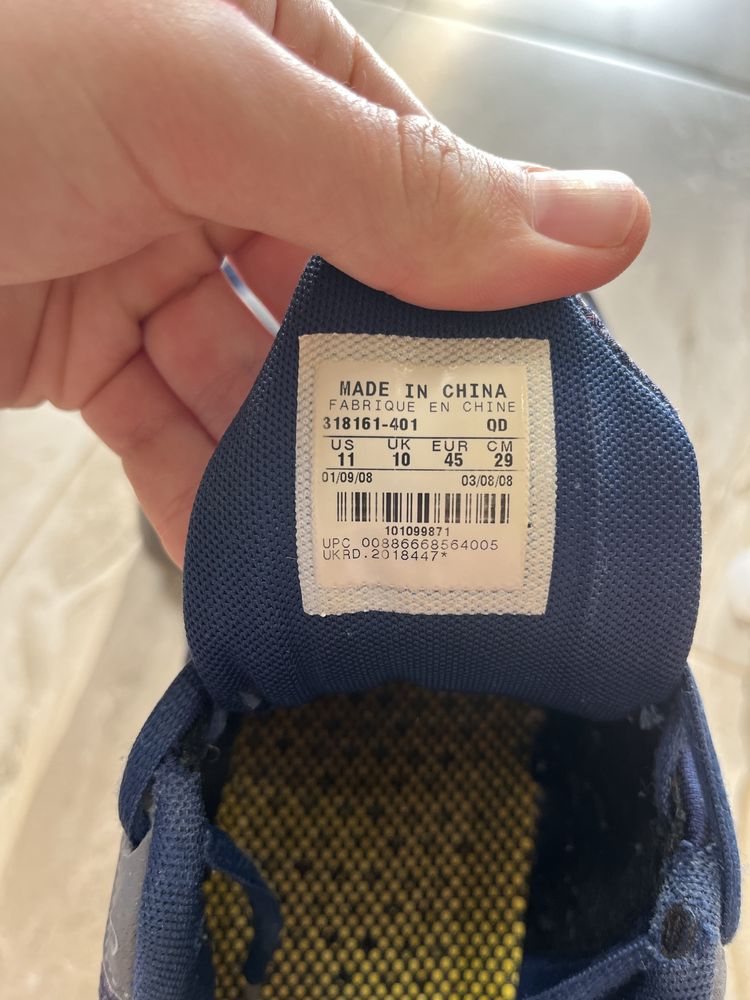 MADE IN CHINA
FABRIQUE EN CHINE
318161-401 QD
US UK EUR CM
11 10 45 29
01/09/08 03/08/08
101099871
UPC 00886668564005
UKRD.2018447*